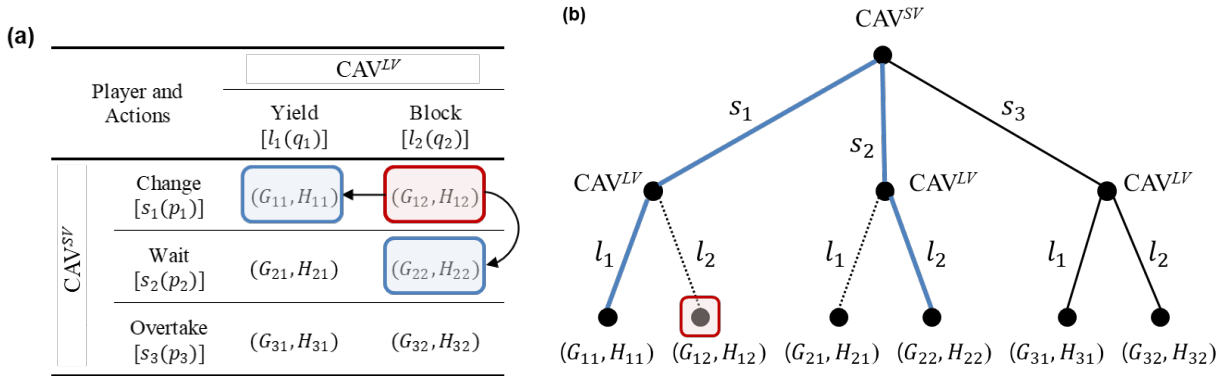 (a)
CAV^{LV}
Player and
Actions
Yield
[l_1(q_1)]
Block
[l_2(q_2)]
CAV^{SV}
Change
[s_1(p_1)]
(G_{11}, H_{11})
(G_{12}, H_{12})
Wait
[s_2(p_2)]
(G_{21}, H_{21})
(G_{22}, H_{22})
Overtake
[s_3(p_3)]
(G_{31}, H_{31})
(G_{32}, H_{32})
(b)
CAV^{SV}
s_1
s_2
s_3
CAV^{LV}
CAV^{LV}
CAV^{LV}
l_1
l_2
l_1
l_2
l_1
l_2
(G_{11}, H_{11}) (G_{12}, H_{12}) (G_{21}, H_{21}) (G_{22}, H_{22}) (G_{31}, H_{31}) (G_{32}, H_{32})